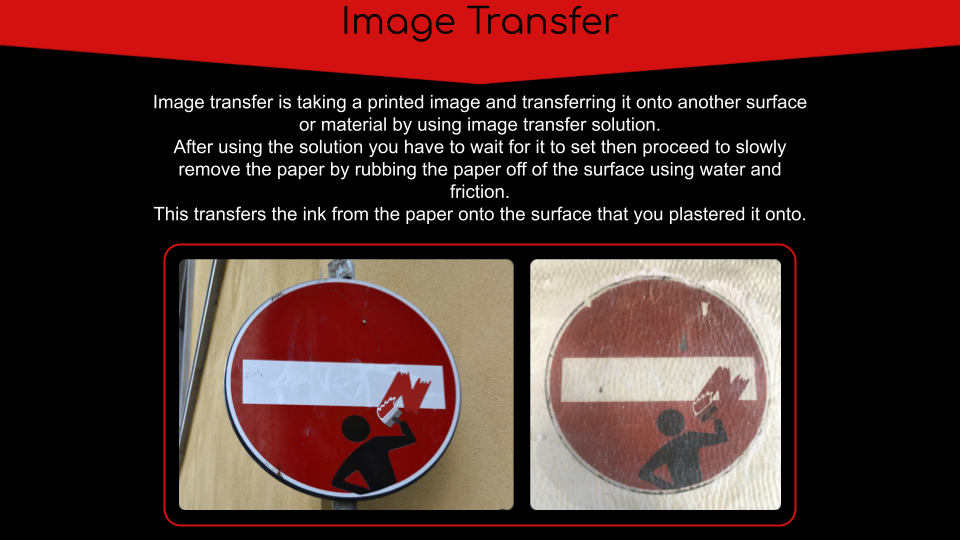 Image Transfer
Image transfer is taking a printed image and transferring it onto another surface
or material by using image transfer solution.
After using the solution you have to wait for it to set then proceed to slowly
remove the paper by rubbing the paper off of the surface using water and
friction.
This transfers the ink from the paper onto the surface that you plastered it onto.